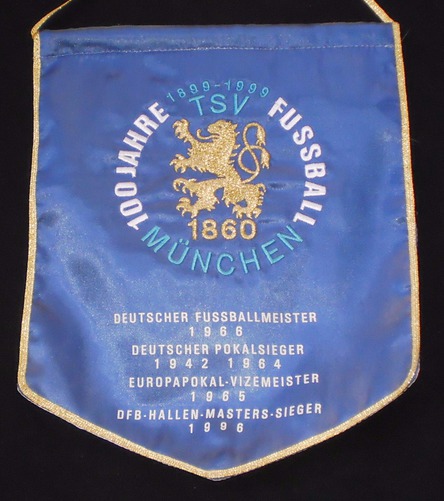 1899-1999
100 JAHRE FUSSBALL
TSV
1860
MÜNCHEN
DEUTSCHER FUSSBALLMEISTER
1966
DEUTSCHER POKALSIEGER
1942 1964
EUROPAPOKAL-VIZEMEISTER
1965
DFB-HALLEN-MASTERS-SIEGER
1996